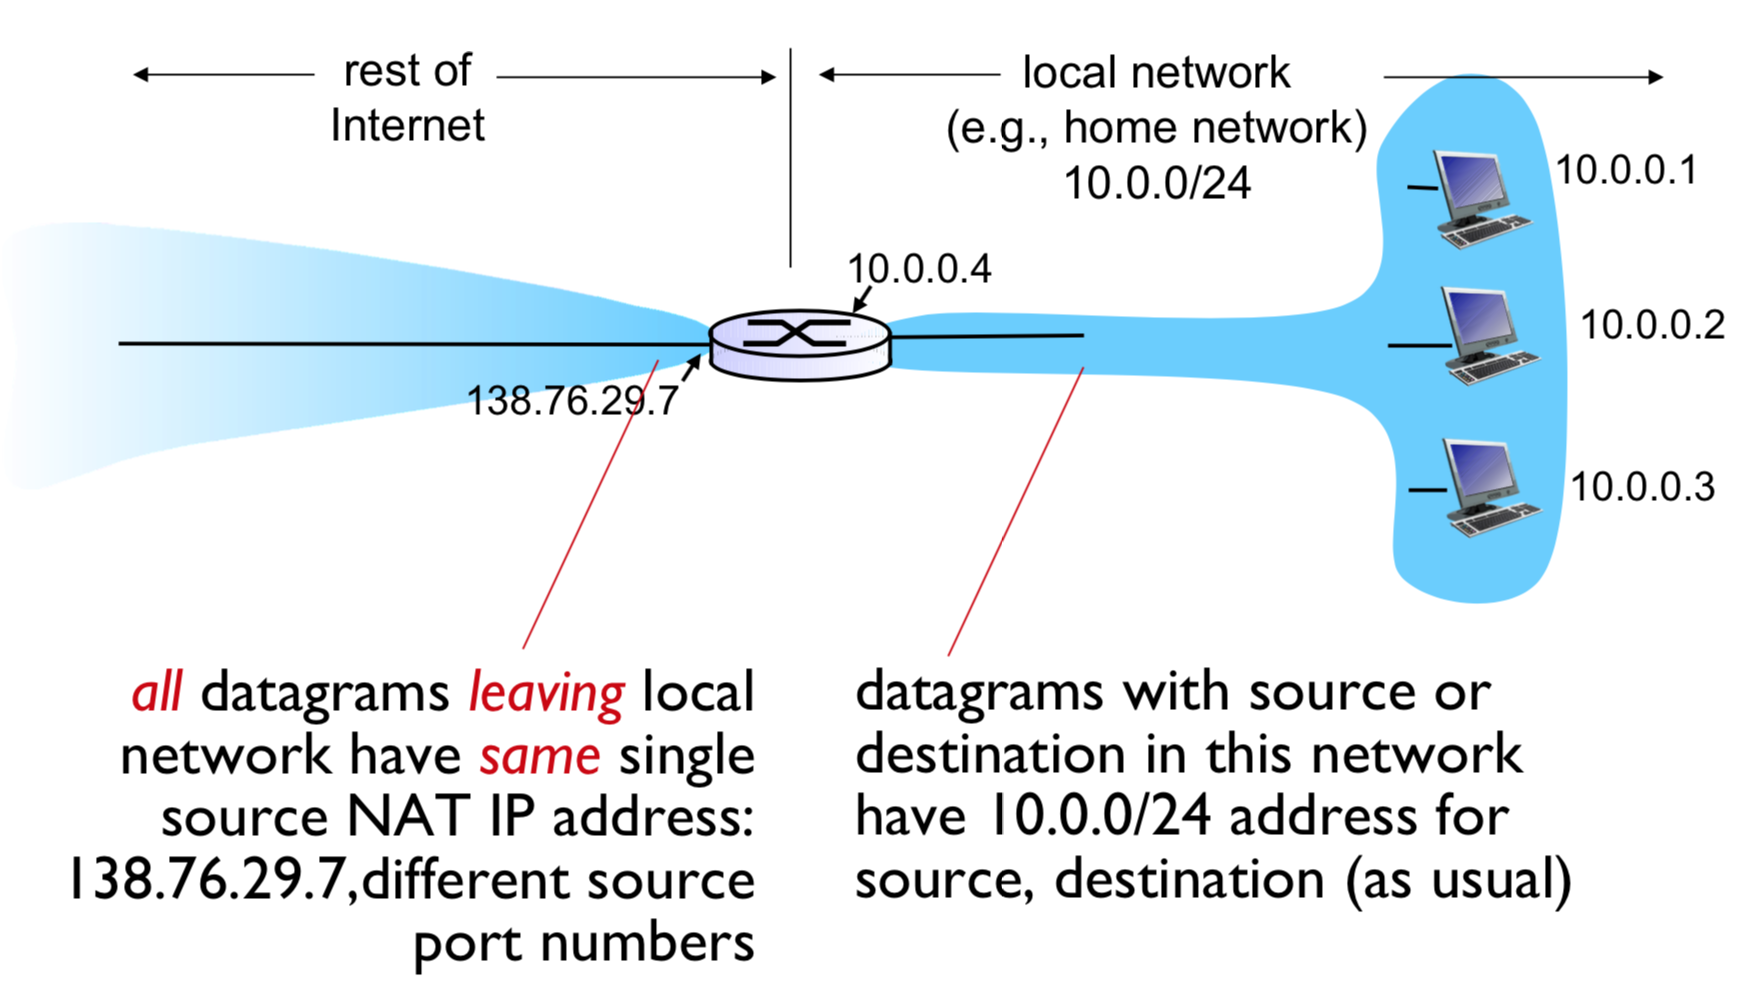 rest of
Internet
local network
(e.g., home network)
10.0.0/24
10.0.0.1
10.0.0.4
10.0.0.2
138.76.29.7
10.0.0.3
all datagrams leaving local
network have same single
source NAT IP address:
138.76.29.7,different source
port numbers
datagrams with source or
destination in this network
have 10.0.0/24 address for
source, destination (as usual)